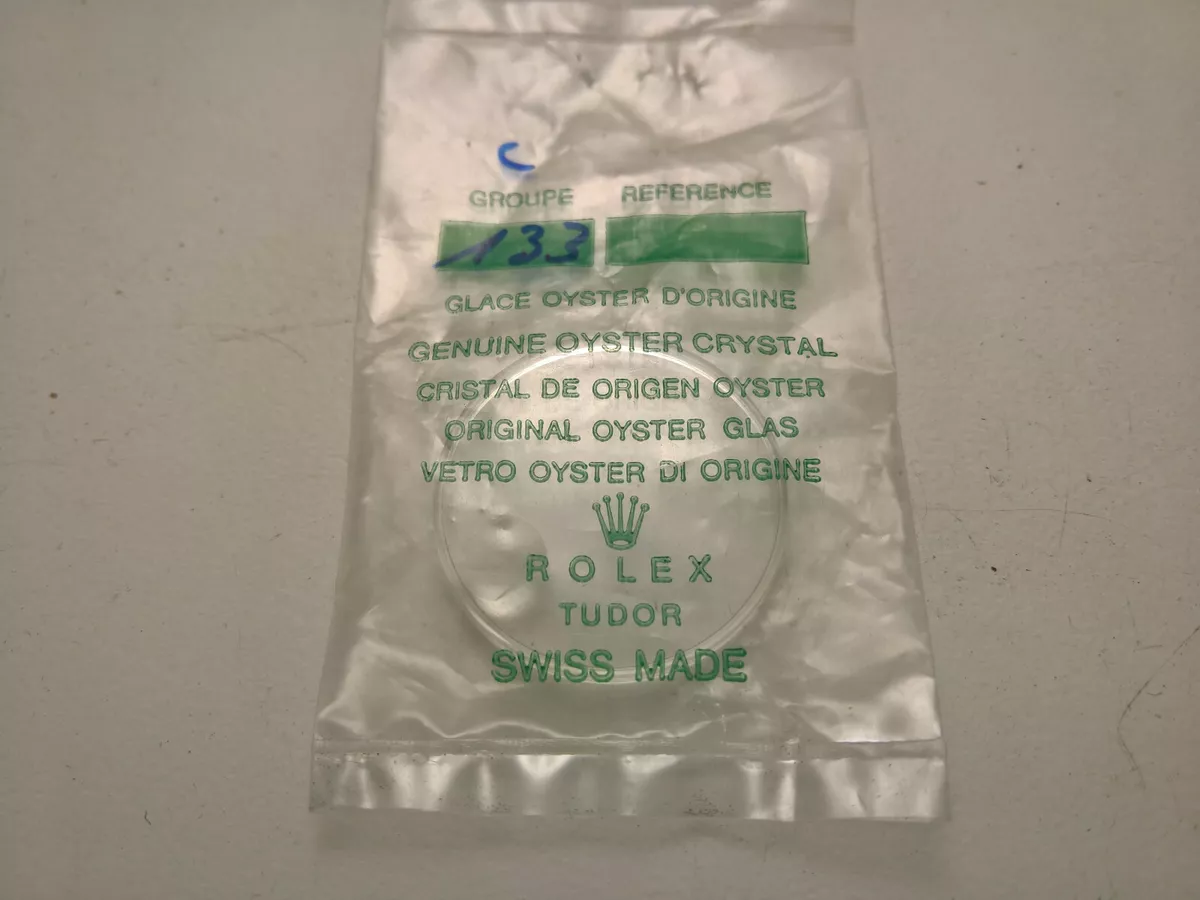 C
GROUPE REFERENCE
133
GLACE OYSTER D'ORIGINE
GENUINE OYSTER CRYSTAL
CRISTAL DE ORIGEN OYSTER
ORIGINAL OYSTER GLAS
VETRO OYSTER DI ORIGINE
ROLEX
TUDOR
SWISS MADE